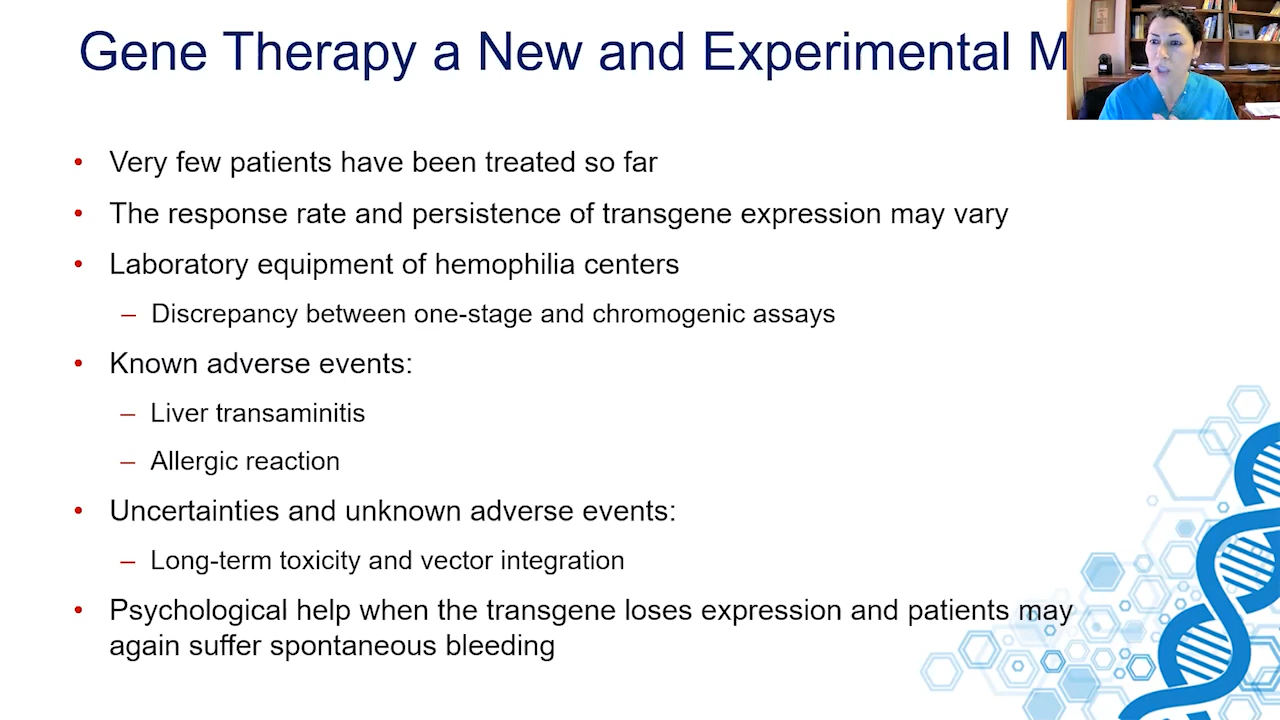 Gene Therapy a New and Experimental M
• Very few patients have been treated so far
• The response rate and persistence of transgene expression may vary
• Laboratory equipment of hemophilia centers
– Discrepancy between one-stage and chromogenic assays
• Known adverse events:
– Liver transaminitis
– Allergic reaction
• Uncertainties and unknown adverse events:
– Long-term toxicity and vector integration
• Psychological help when the transgene loses expression and patients may
again suffer spontaneous bleeding